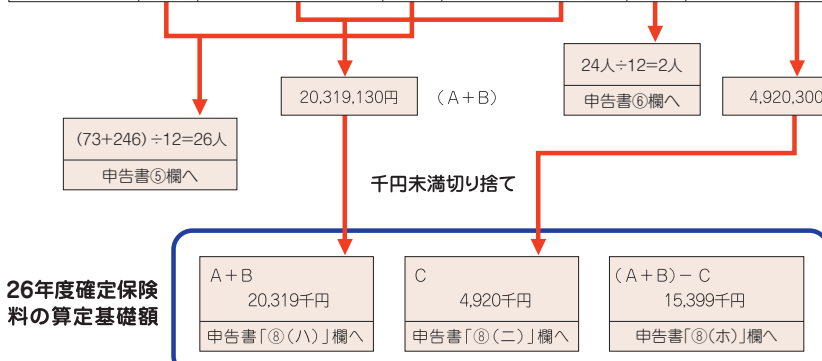 24人÷12=2人
申告書⑥欄へ
20,319,130円
(A+B)
4,920,300
(73+246)÷12=26人
申告書⑤欄へ
千円未満切り捨て
26年度確定保険
料の算定基礎額
A+B
20,319千円
申告書「⑧(ハ)」欄へ
C
4,920千円
申告書「⑧(ニ)」欄へ
(A+B)-C
15,399千円
申告書「⑧(ホ)」欄へ